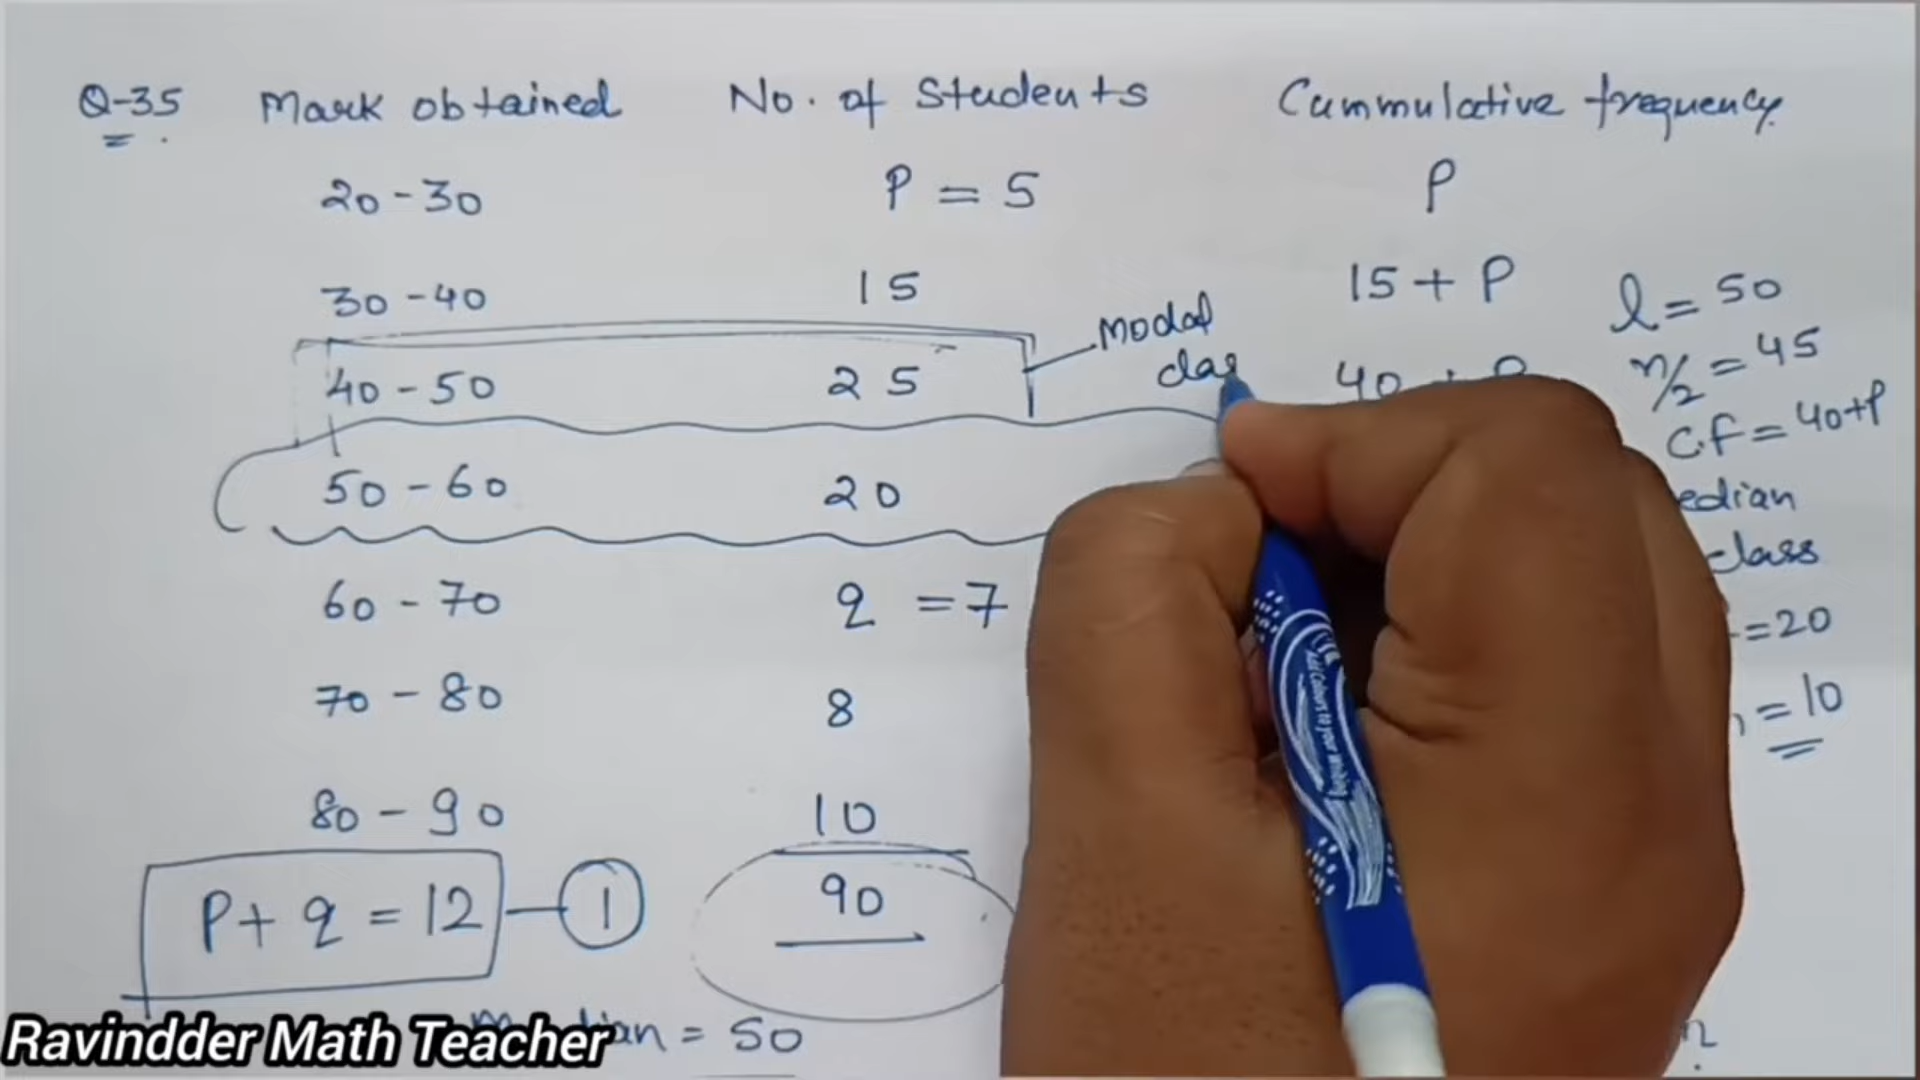 Q-35 Mark obtained No. of Students Cummulative frequency
20-30 P = 5 P
30-40 15 15 + P
40-50 25 Modal
40
l = 50
n/2 = 45
C.F = 40+P
50-60 20
class
60-70 q = 7
= 20
70-80 8
= 10
80-90 10
P + q = 12 1 90
= 50
Ravindder Math Teacher